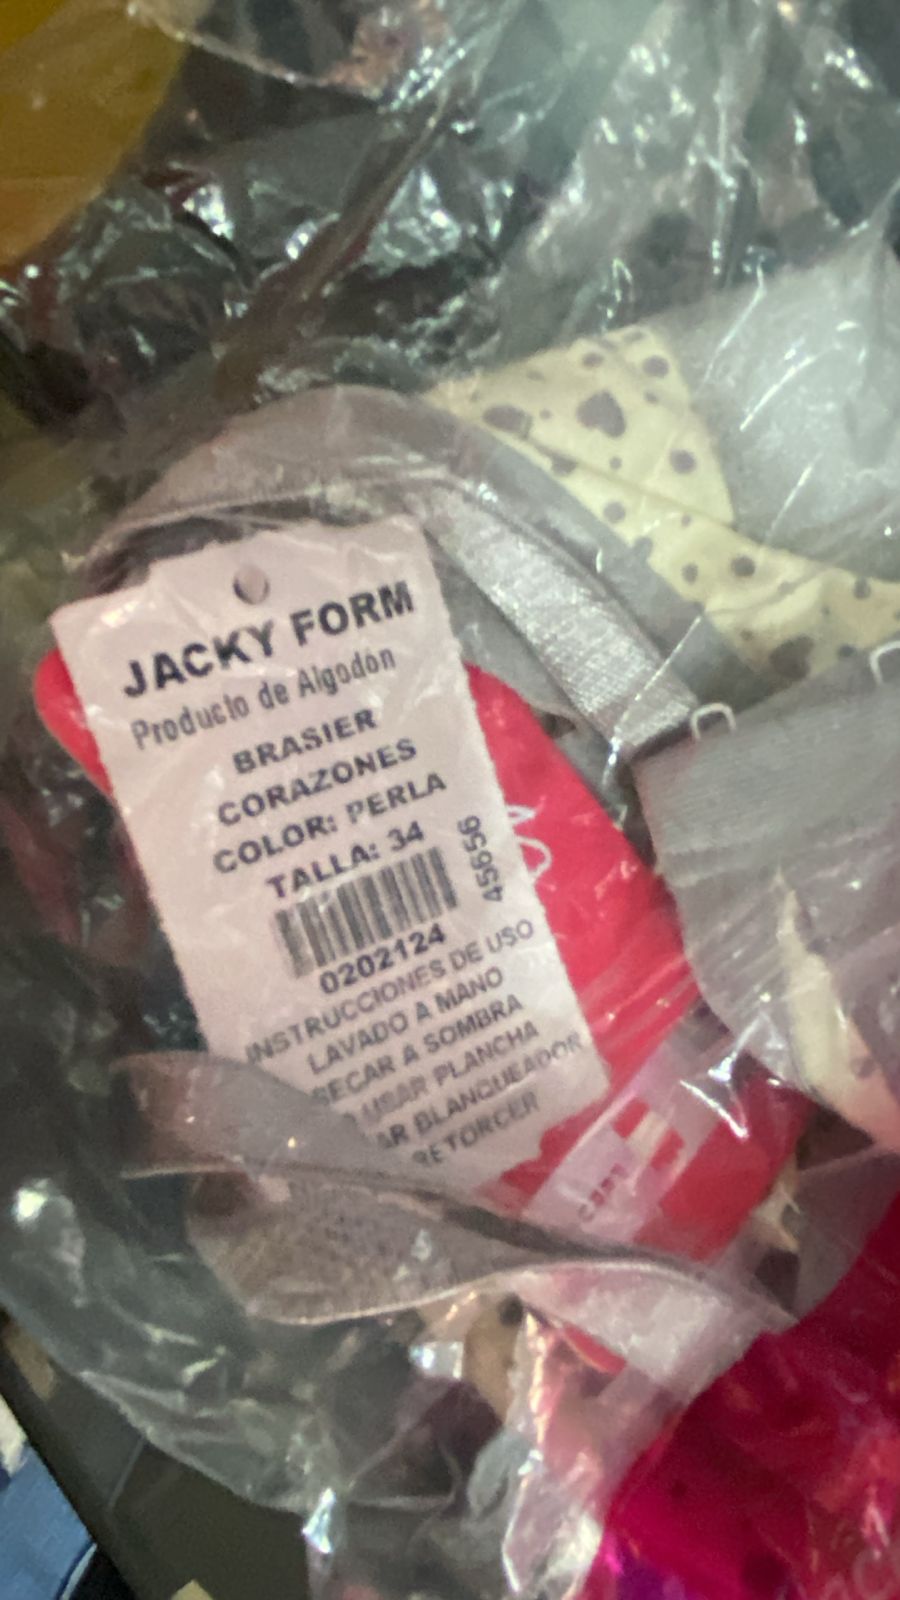 JACKY FORM
Producto de Algodón
BRASIER
CORAZONES
COLOR: PERLA
TALLA: 34
45656
0202124
INSTRUCCIONES DE USO
LAVADO A MANO
SECAR A SOMBRA
USAR PLANCHA
BLANQUEADOR
RETORCER